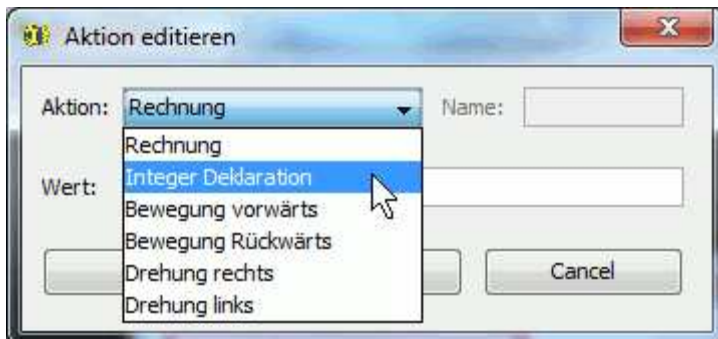 Aktion editieren
Aktion: Rechnung Name:
Rechnung
Integer Deklaration
Wert:
Bewegung vorwärts
Bewegung Rückwärts
Drehung rechts
Cancel
Drehung links